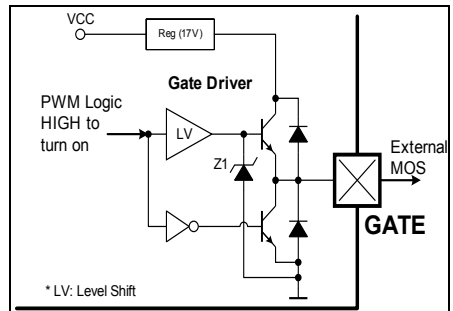 VCC
Reg (17V)
Gate Driver
PWM Logic
HIGH to
turn on
LV
Z1
External
MOS
GATE
* LV: Level Shift